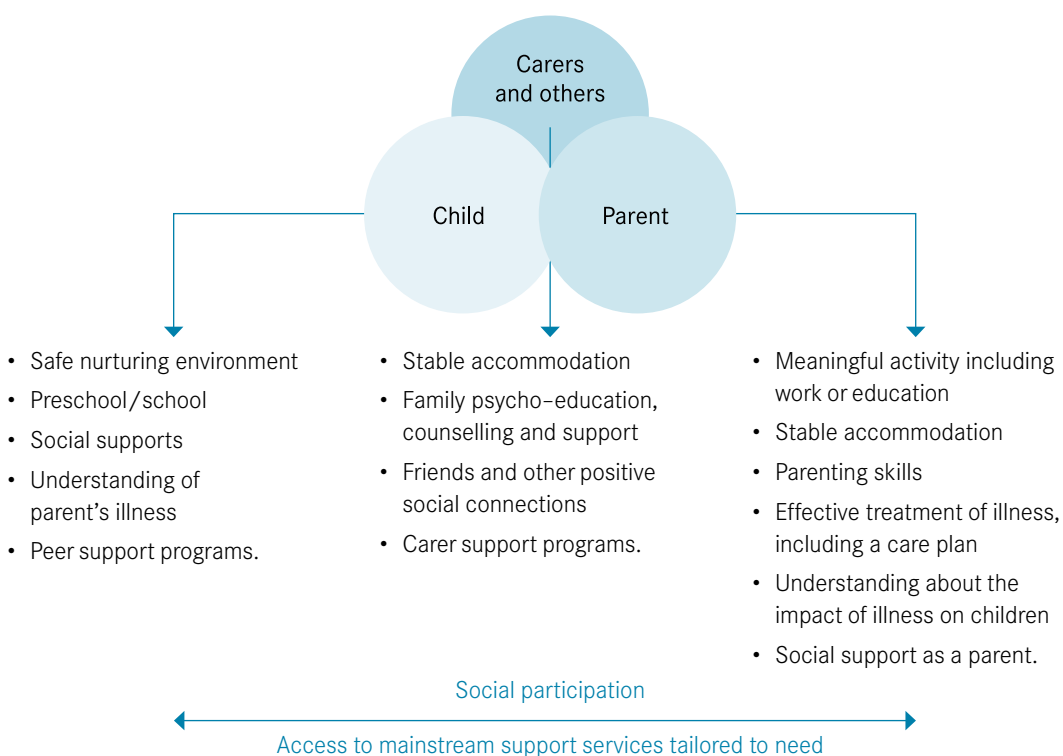 Carers
and others
Child
Parent
• Safe nurturing environment
• Preschool/school
• Social supports
• Understanding of
parent's illness
• Peer support programs.
• Stable accommodation
• Family psycho-education,
counselling and support
• Friends and other positive
social connections
• Carer support programs.
• Meaningful activity including
work or education
• Stable accommodation
• Parenting skills
• Effective treatment of illness,
including a care plan
• Understanding about the
impact of illness on children
• Social support as a parent.
Social participation
Access to mainstream support services tailored to need